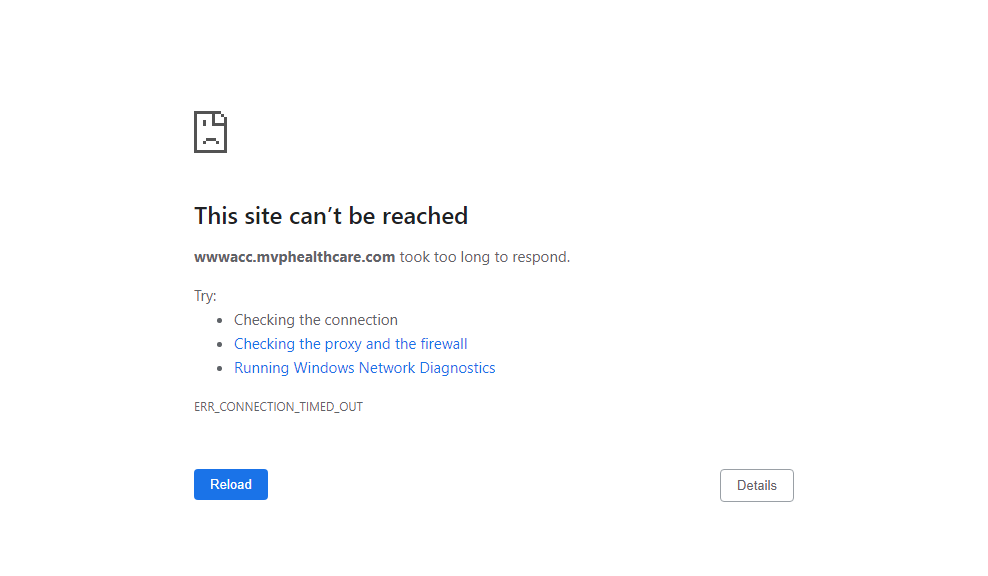 This site can’t be reached
wwwacc.mvphealthcare.com took too long to respond.
Try:
• Checking the connection
• Checking the proxy and the firewall
• Running Windows Network Diagnostics
ERR_CONNECTION_TIMED_OUT
Reload
Details